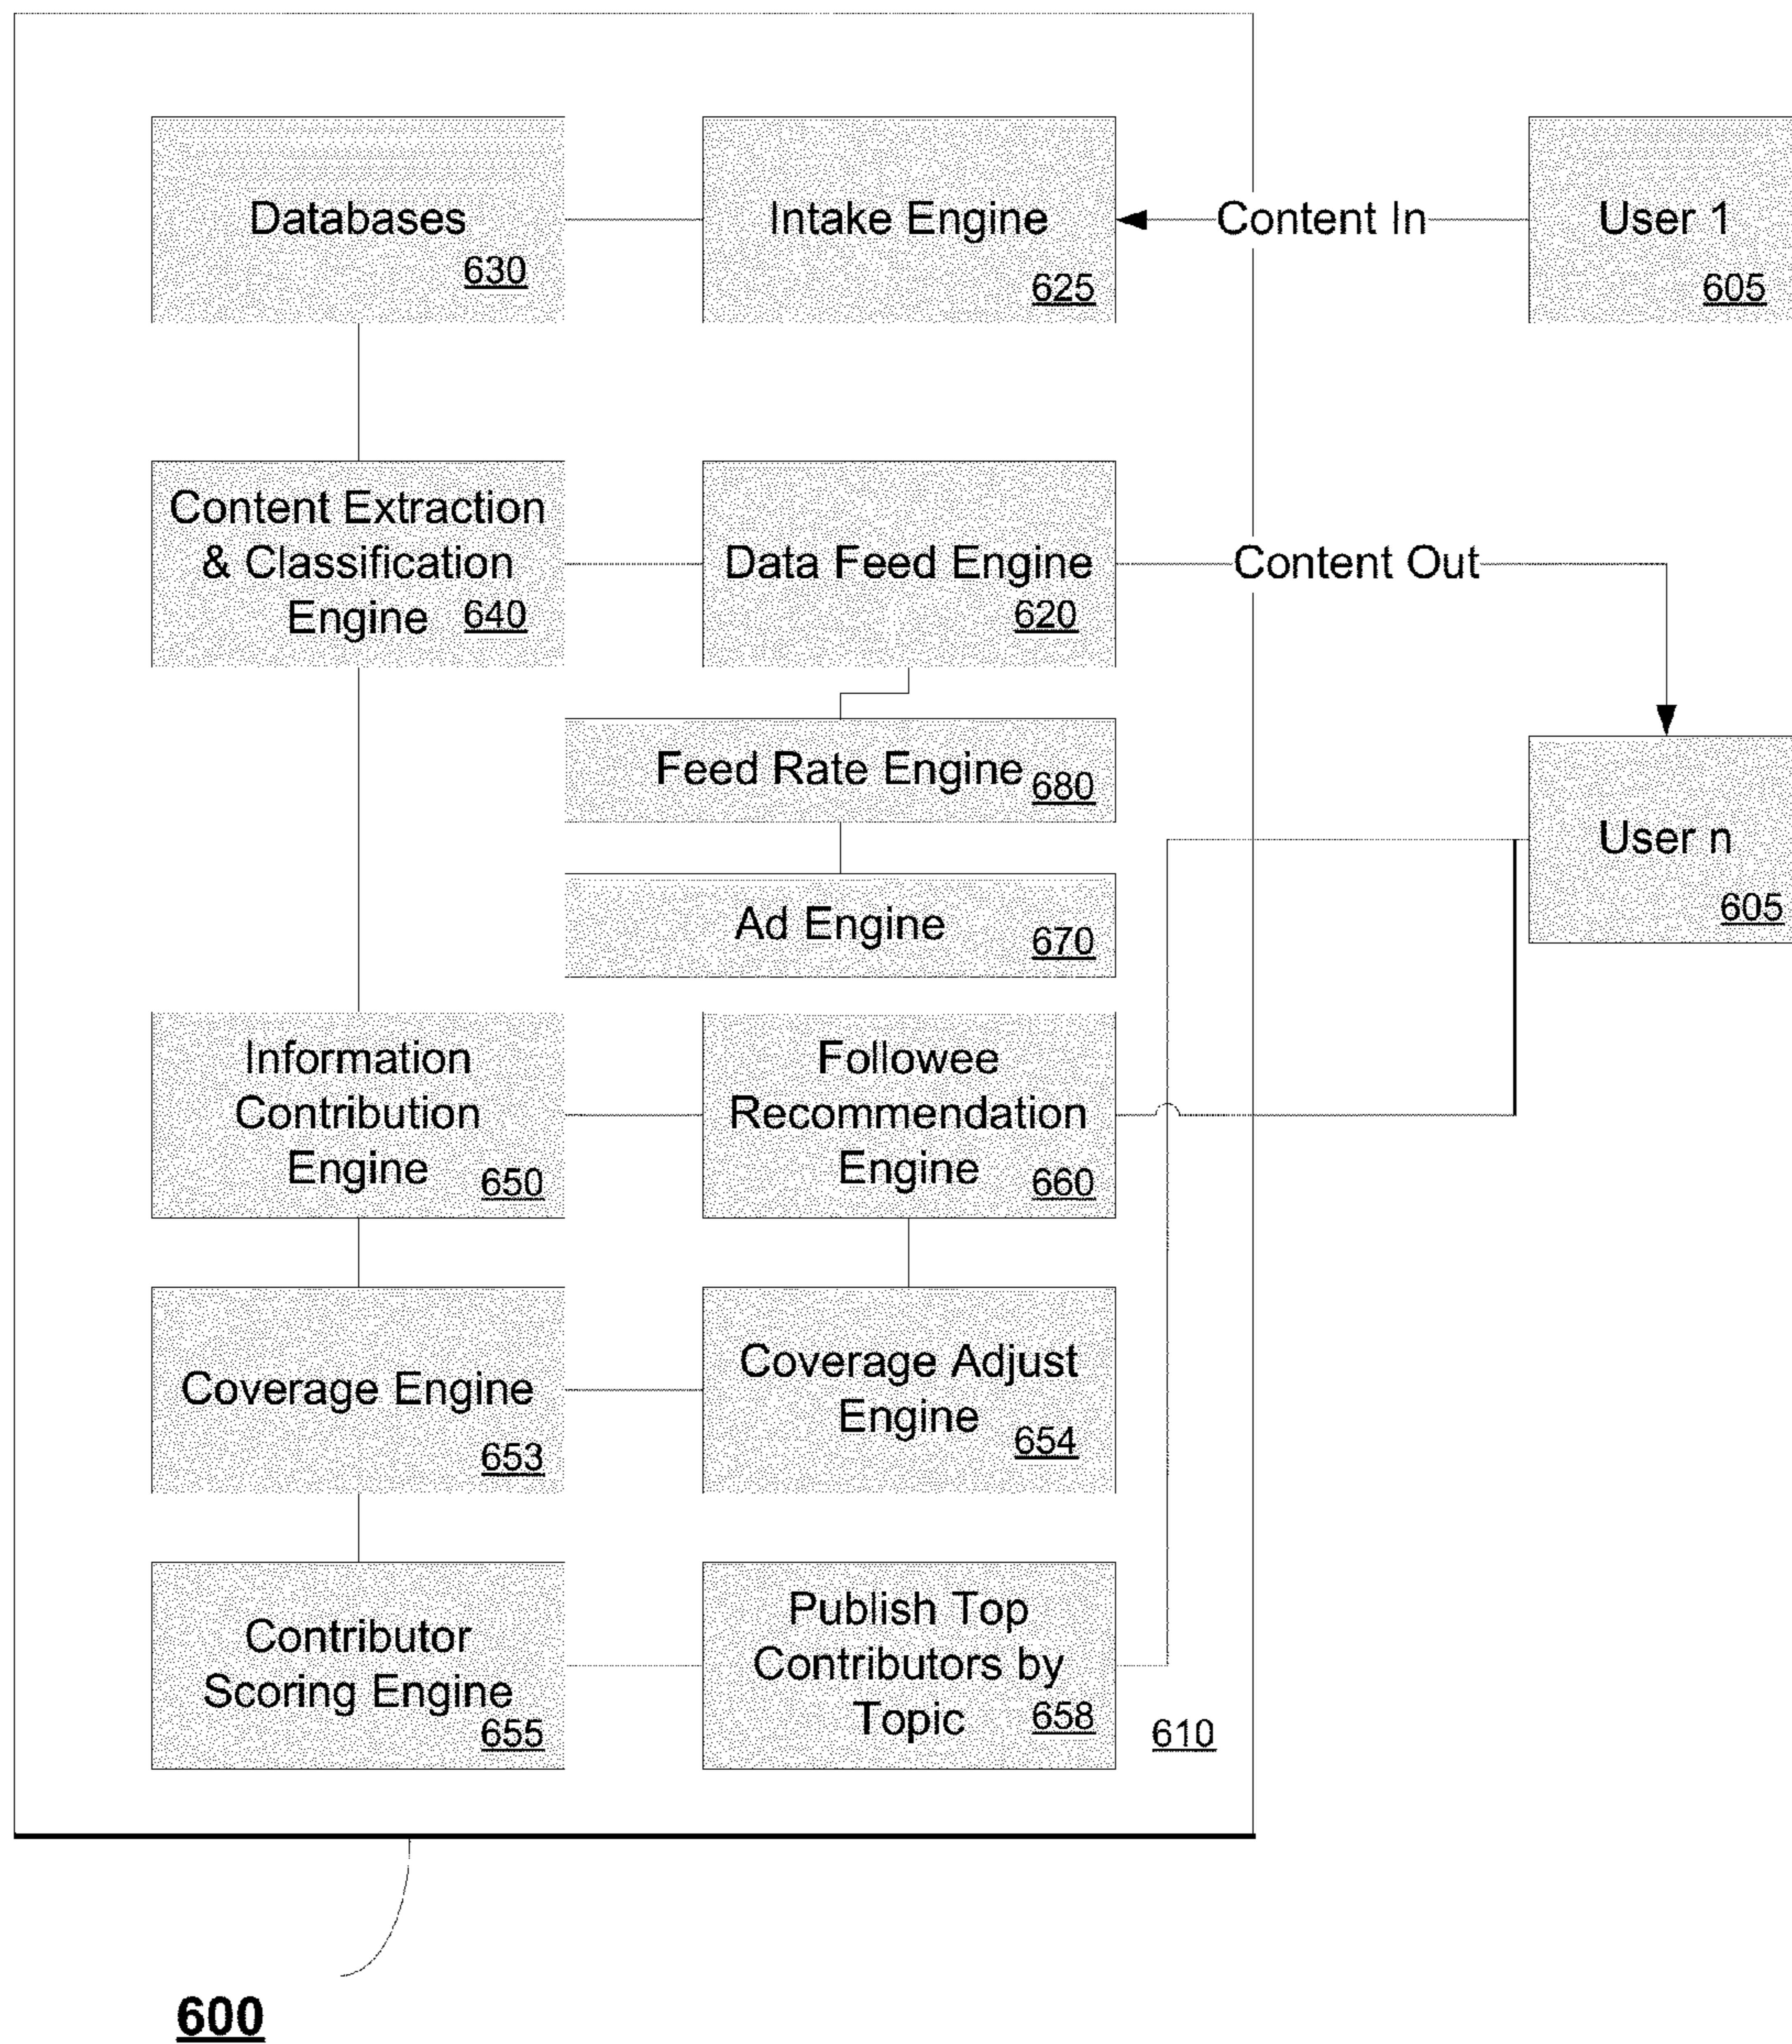 Databases
630
Intake Engine
625
Content In
User 1
605
Content Extraction
& Classification
Engine 640
Data Feed Engine
620
Content Out
Feed Rate Engine 680
User n
605
Ad Engine 670
Information
Contribution
Engine 650
Followee
Recommendation
Engine 660
Coverage Engine
653
Coverage Adjust
Engine 654
Contributor
Scoring Engine
655
Publish Top
Contributors by
Topic 658
610
600